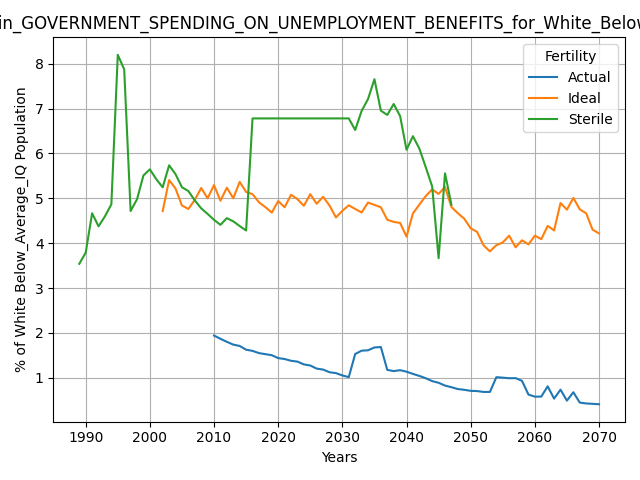 in_GOVERNMENT_SPENDING_ON_UNEMPLOYMENT_BENEFITS_for_White_Below
Fertility
Actual
Ideal
Sterile
% of White Below_Average_IQ Population
8
7
6
5
4
3
2
1
1990 2000 2010 2020 2030 2040 2050 2060 2070
Years